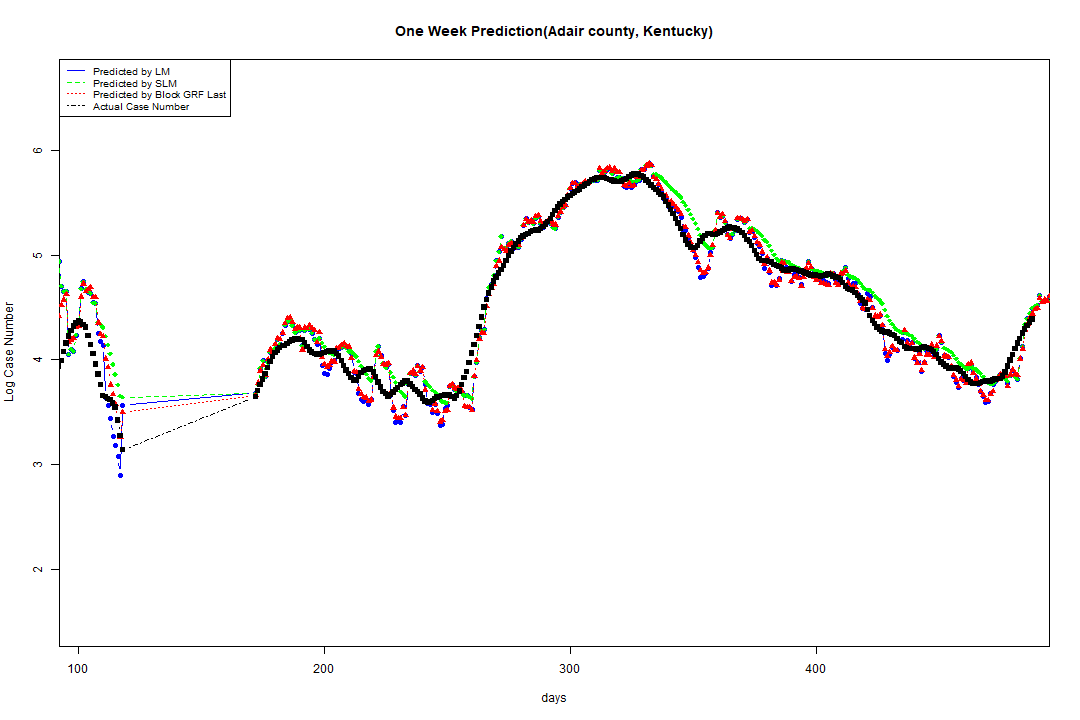 One Week Prediction(Adair county, Kentucky)
Predicted by LM
Predicted by SLM
Predicted by Block GRF Last
Actual Case Number
6
5
4
3
2
Log Case Number
100 200 300 400
days